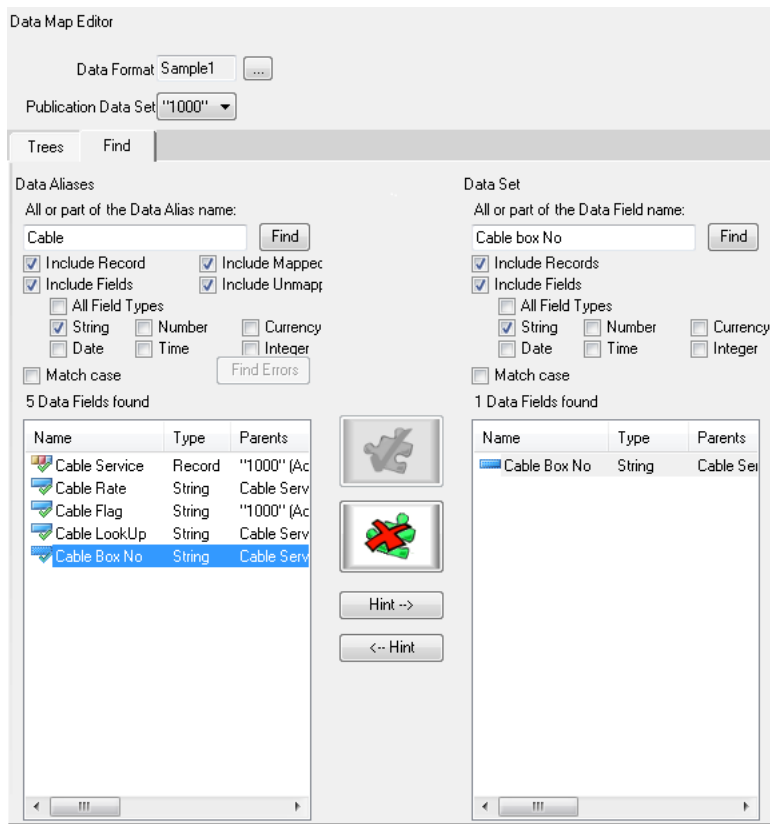 Data Map Editor
Data Format Sample1 ...
Publication Data Set "1000"
Trees Find
Data Aliases
All or part of the Data Alias name:
Cable Find
Include Record Include Mapped
Include Fields Include Unmapp
All Field Types
String Number Currency
Date Time Integer
Match case Find Errors
5 Data Fields found
Name Type Parents
Cable Service Record "1000" (Ac
Cable Rate String Cable Serv
Cable Flag String "1000" (Ac
Cable LookUp String Cable Serv
Cable Box No String Cable Serv
Hint -->
<-- Hint
Data Set
All or part of the Data Field name:
Cable box No Find
Include Records
Include Fields
All Field Types
String Number Currency
Date Time Integer
Match case
1 Data Fields found
Name Type Parents
Cable Box No String Cable Ser